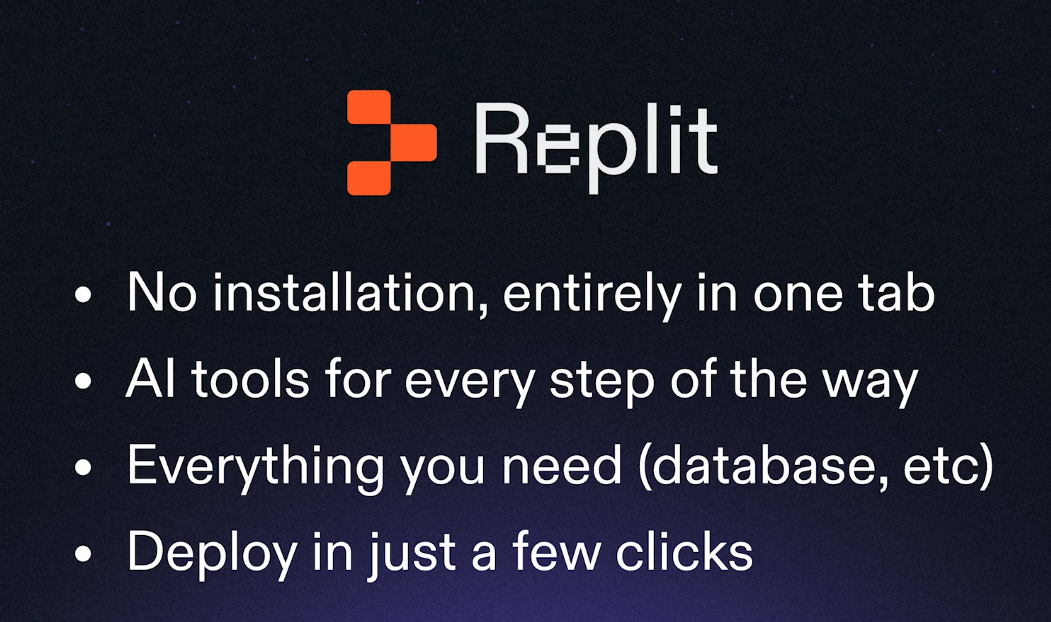 Replit
• No installation, entirely in one tab
• AI tools for every step of the way
• Everything you need (database, etc)
• Deploy in just a few clicks